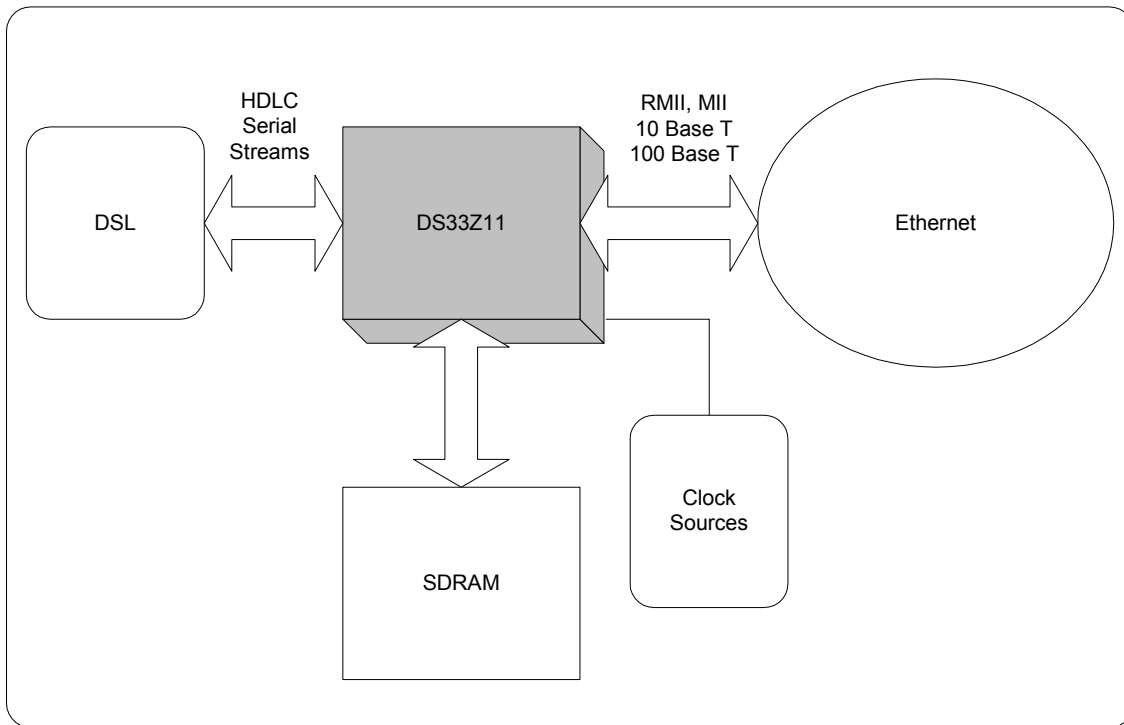 HDLC
Serial
Streams
RMII, MII
10 Base T
100 Base T
DSL
DS33Z11
Ethernet
Clock
Sources
SDRAM